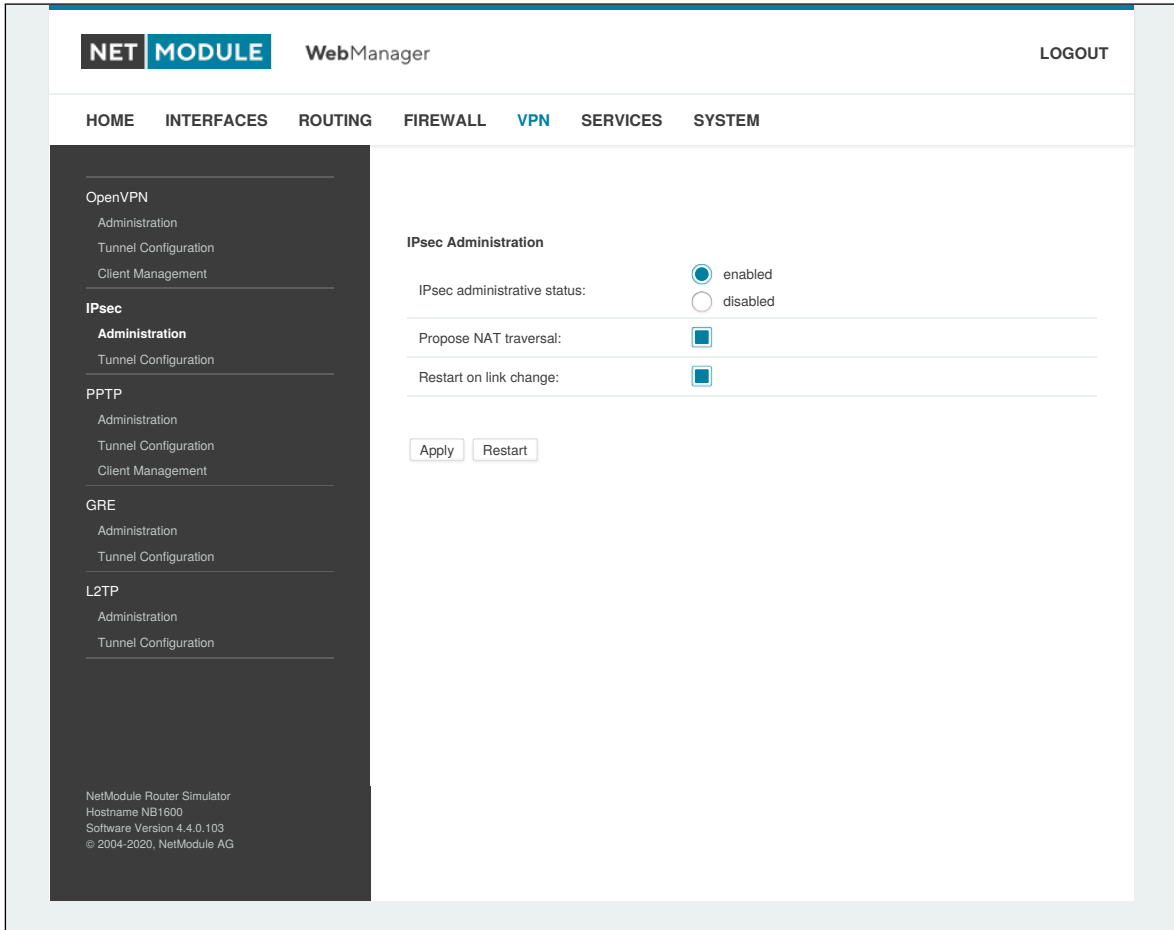 NET MODULE WebManager LOGOUT
HOME INTERFACES ROUTING FIREWALL VPN SERVICES SYSTEM
OpenVPN
Administration
Tunnel Configuration
Client Management
IPsec
Administration
Tunnel Configuration
PPTP
Administration
Tunnel Configuration
Client Management
GRE
Administration
Tunnel Configuration
L2TP
Administration
Tunnel Configuration
NetModule Router Simulator
Hostname NB1600
Software Version 4.4.0.103
© 2004-2020, NetModule AG
IPsec Administration
IPsec administrative status:
enabled
disabled
Propose NAT traversal:
Restart on link change:
Apply Restart